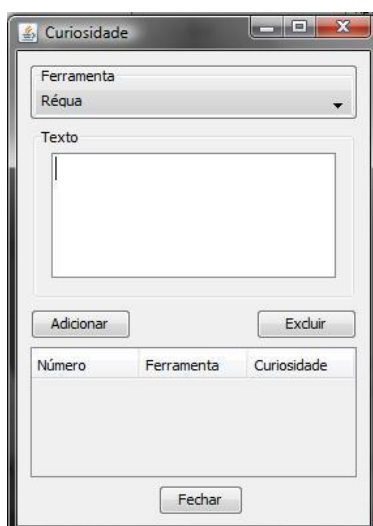 Curiosidade
Ferramenta
Régua
Texto
Adicionar Excluir
Número Ferramenta Curiosidade
Fechar